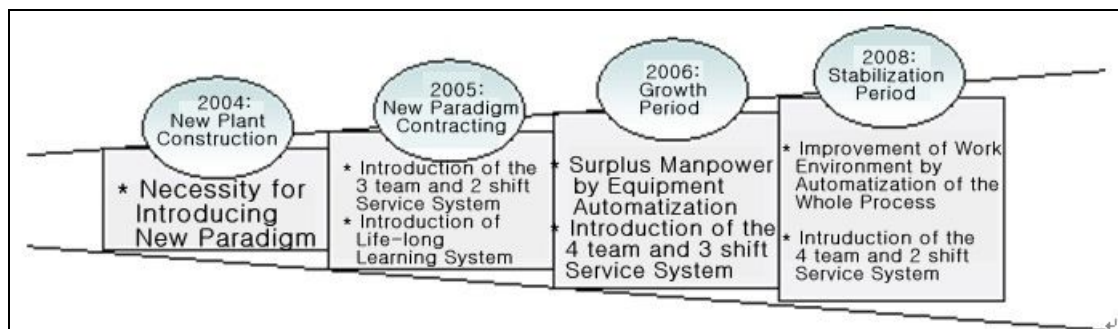 2004:
New Plant
Construction
* Necessity for
Introducing
New Paradigm
2005:
New Paradigm
Contracting
* Introduction of the
3 team and 2 shift
Service System
* Introduction of
Life-long
Learning System
2006:
Growth
Period
* Surplus Manpower
by Equipment
Automatization
* Introduction of the
4 team and 3 shift
Service System
2008:
Stabilization
Period
* Improvement of Work
Environment by
Automatization of the
Whole Process
* Intruduction of the
4 team and 2 shift
Service System